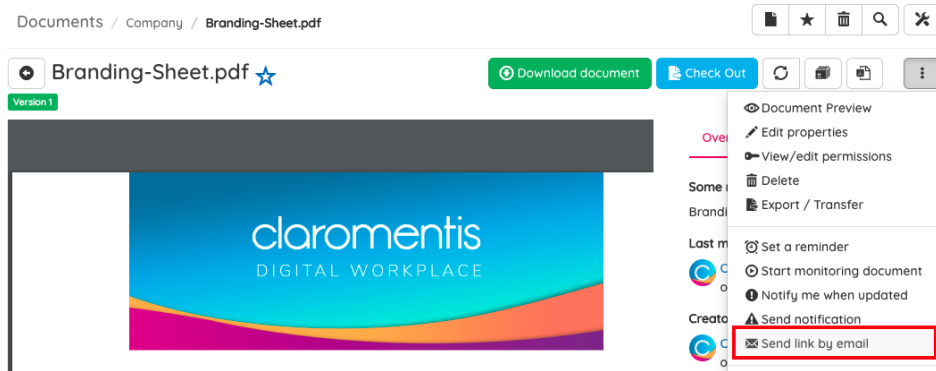 Documents / Company / Branding-Sheet.pdf
Branding-Sheet.pdf
Download document
Check Out
Version 1
Document Preview
Edit properties
View/edit permissions
Delete
Export / Transfer
Set a reminder
Start monitoring document
Notify me when updated
Send notification
Send link by email
claromentis
DIGITAL WORKPLACE
Over
Some
Brandi
Last m
Creato